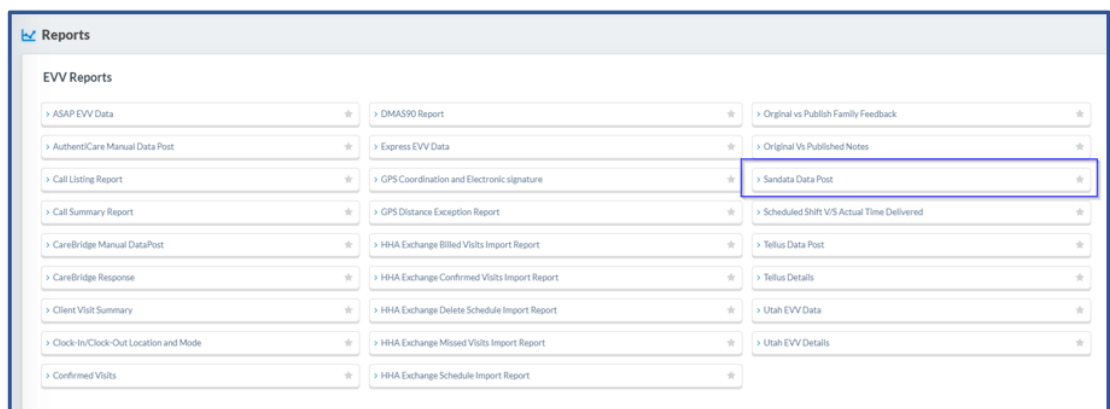 Reports
EVV Reports
> ASAP EVV Data
> AuthentiCare Manual Data Post
> Call Listing Report
> Call Summary Report
> CareBridge Manual DataPost
> CareBridge Response
> Client Visit Summary
> Clock-In/Clock-Out Location and Mode
> Confirmed Visits
> DMAS90 Report
> Express EVV Data
> GPS Coordination and Electronic signature
> GPS Distance Exception Report
> HHA Exchange Billed Visits Import Report
> HHA Exchange Confirmed Visits Import Report
> HHA Exchange Delete Schedule Import Report
> HHA Exchange Missed Visits Import Report
> HHA Exchange Schedule Import Report
> Orginal vs Publish Family Feedback
> Original Vs Published Notes
> Sandata Data Post
> Scheduled Shift V/S Actual Time Delivered
> Tellus Data Post
> Tellus Details
> Utah EVV Data
> Utah EVV Details